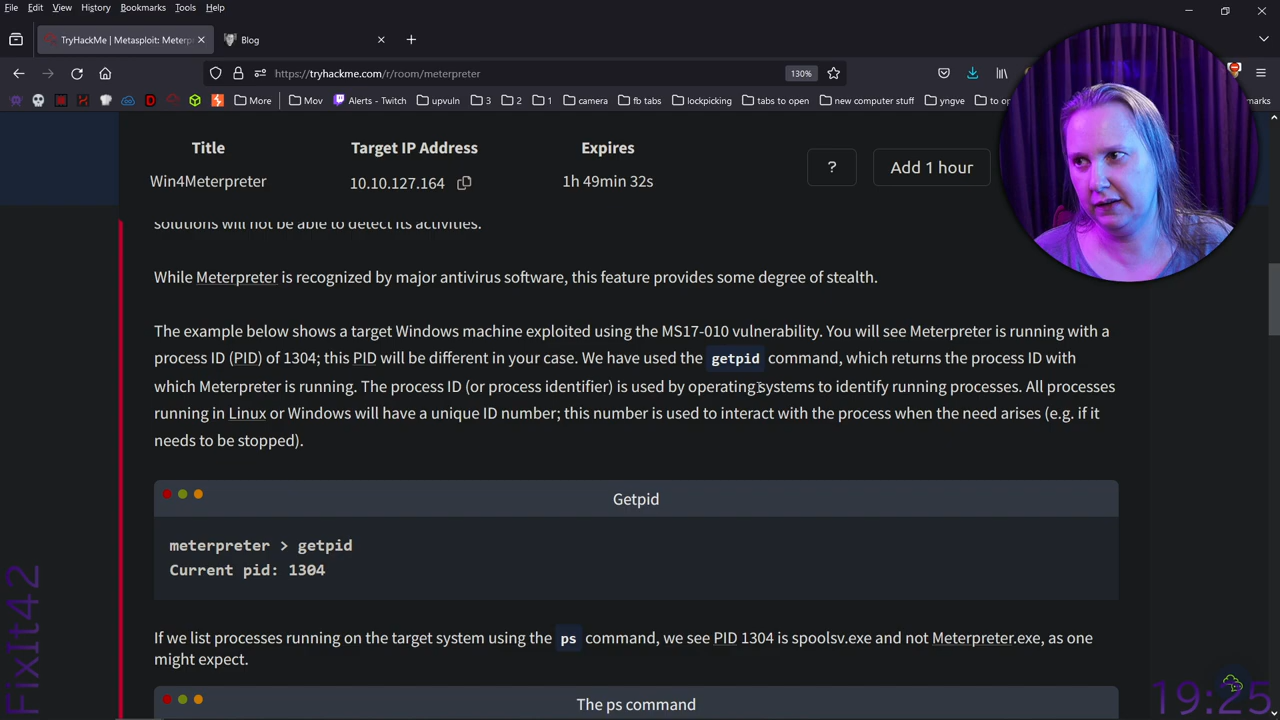 File Edit View History Bookmarks Tools Help
TryHackMe | Metasploit: Meterp
Blog
https://tryhackme.com/r/room/meterpreter
130%
More Mov Alerts - Twitch upvuln 3 2 1 camera fb tabs lockpicking tabs to open new computer stuff yngve to op
Title Target IP Address Expires
Win4Meterpreter 10.10.127.164 1h 49min 32s
? Add 1 hour
solutions will not be able to detect its activities.
While Meterpreter is recognized by major antivirus software, this feature provides some degree of stealth.
The example below shows a target Windows machine exploited using the MS17-010 vulnerability. You will see Meterpreter is running with a
process ID (PID) of 1304; this PID will be different in your case. We have used the getpid command, which returns the process ID with
which Meterpreter is running. The process ID (or process identifier) is used by operating systems to identify running processes. All processes
running in Linux or Windows will have a unique ID number; this number is used to interact with the process when the need arises (e.g. if it
needs to be stopped).
Getpid
meterpreter > getpid
Current pid: 1304
If we list processes running on the target system using the ps command, we see PID 1304 is spoolsv.exe and not Meterpreter.exe, as one
might expect.
The ps command
FixIt42
19:25